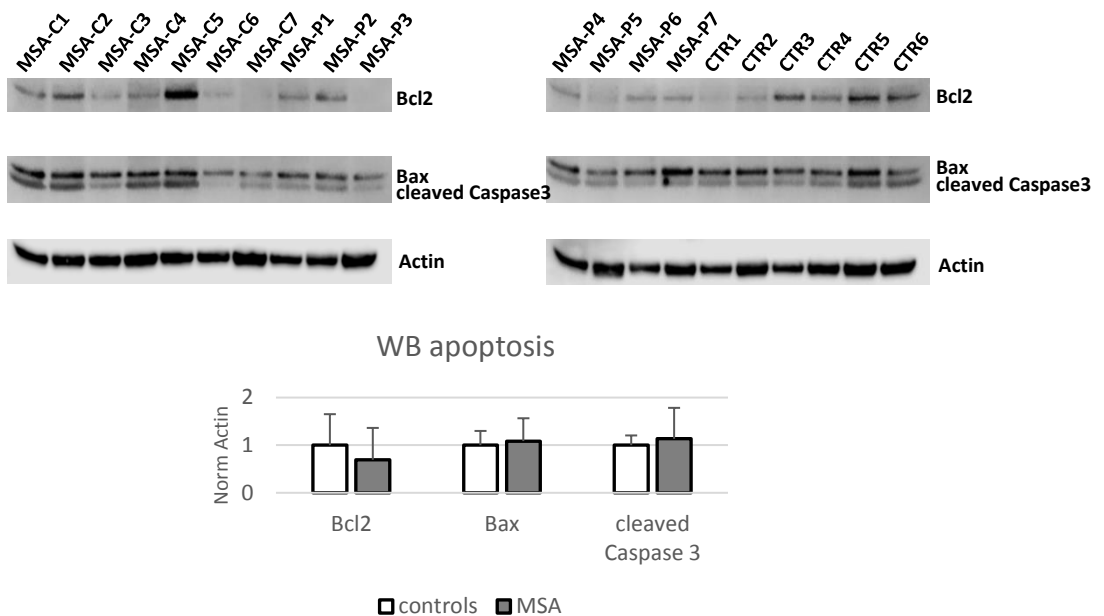 MSA-C1 MSA-C2 MSA-C3 MSA-C4 MSA-C5 MSA-C6 MSA-C7 MSA-P1 MSA-P2 MSA-P3
Bcl2
Bax
cleaved Caspase3
Actin
MSA-P4 MSA-P5 MSA-P6 MSA-P7 CTR1 CTR2 CTR3 CTR4 CTR5 CTR6
Bcl2
Bax
cleaved Caspase3
Actin
WB apoptosis
Norm Actin
2
1
0
Bcl2 Bax cleaved
Caspase 3
controls MSA